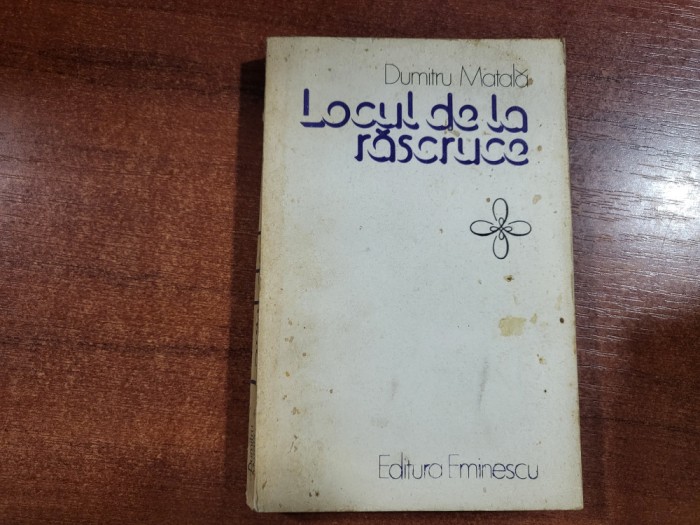 Dumitru Matală
Locul de la
răscruce
Editura Eminescu